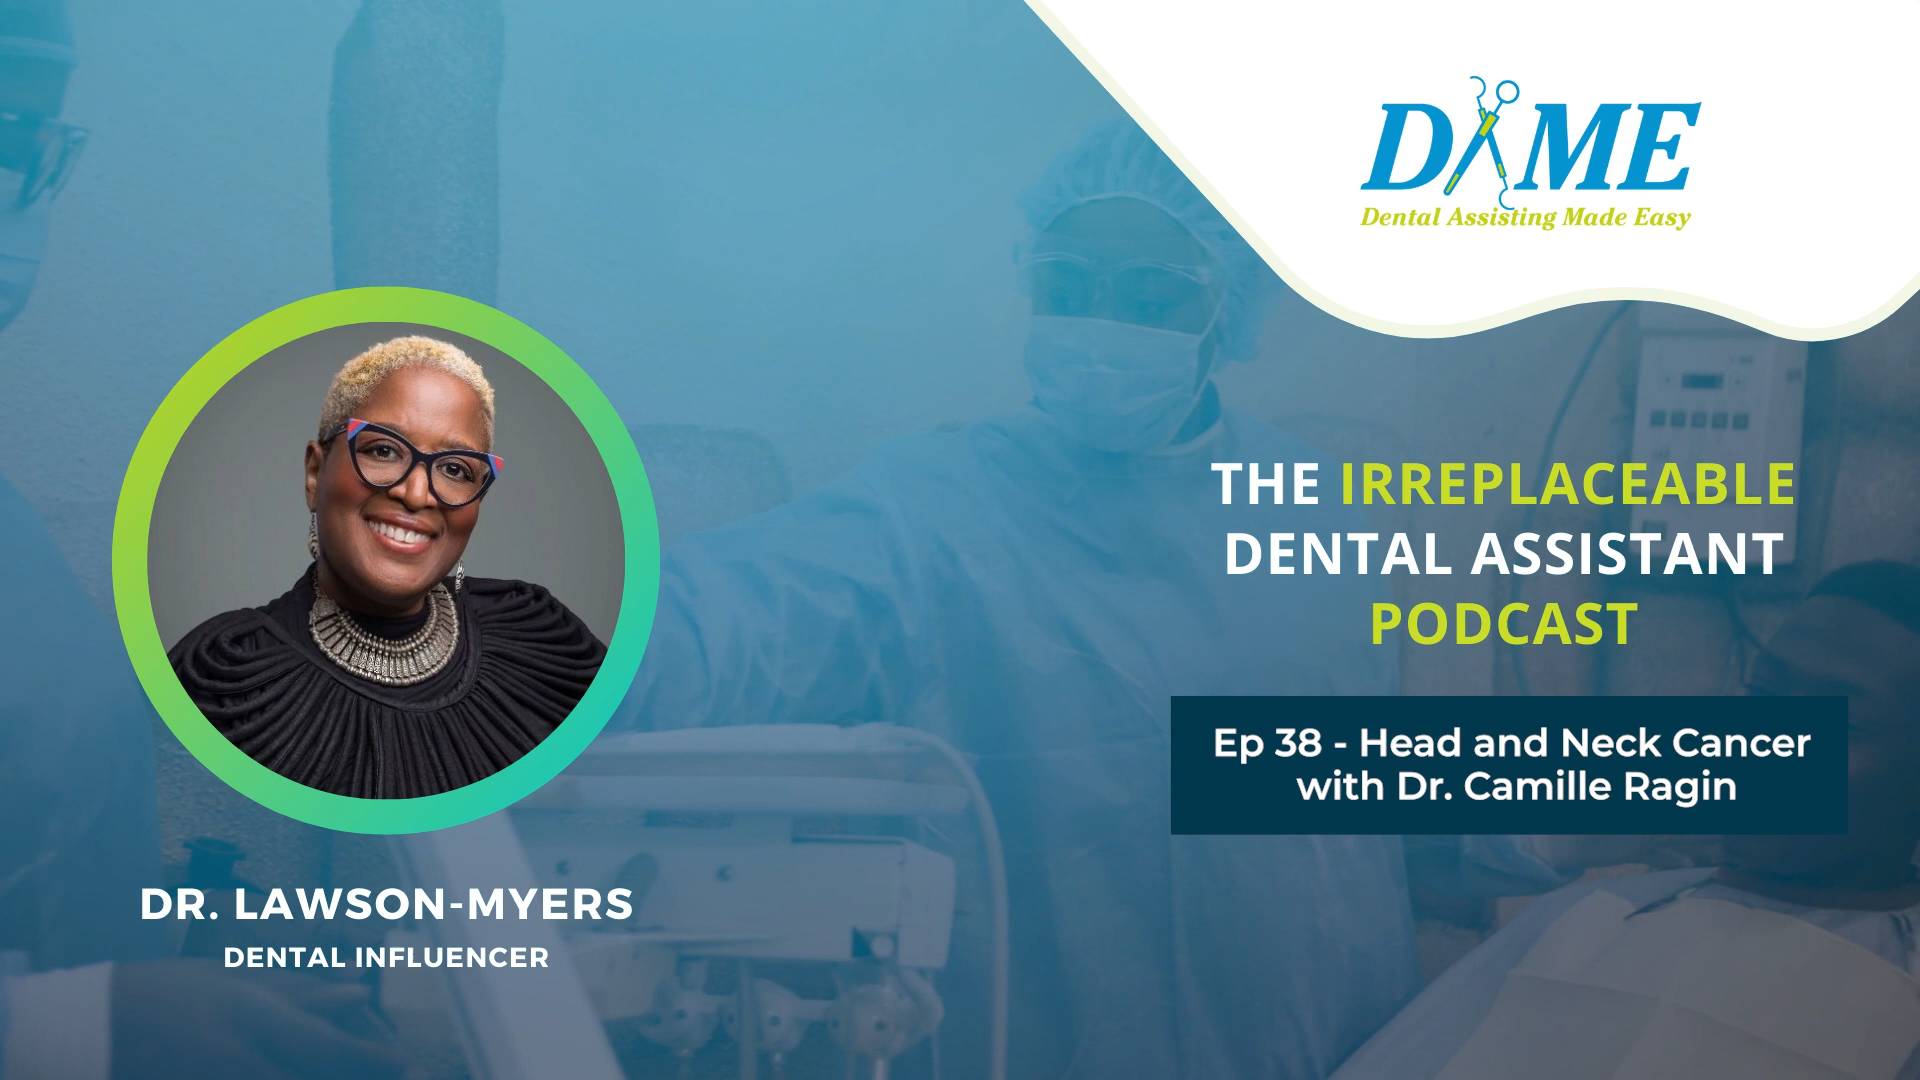 DAME
Dental Assisting Made Easy
THE IRREPLACEABLE
DENTAL ASSISTANT
PODCAST
Ep 38 - Head and Neck Cancer
with Dr. Camille Ragin
DR. LAWSON-MYERS
DENTAL INFLUENCER